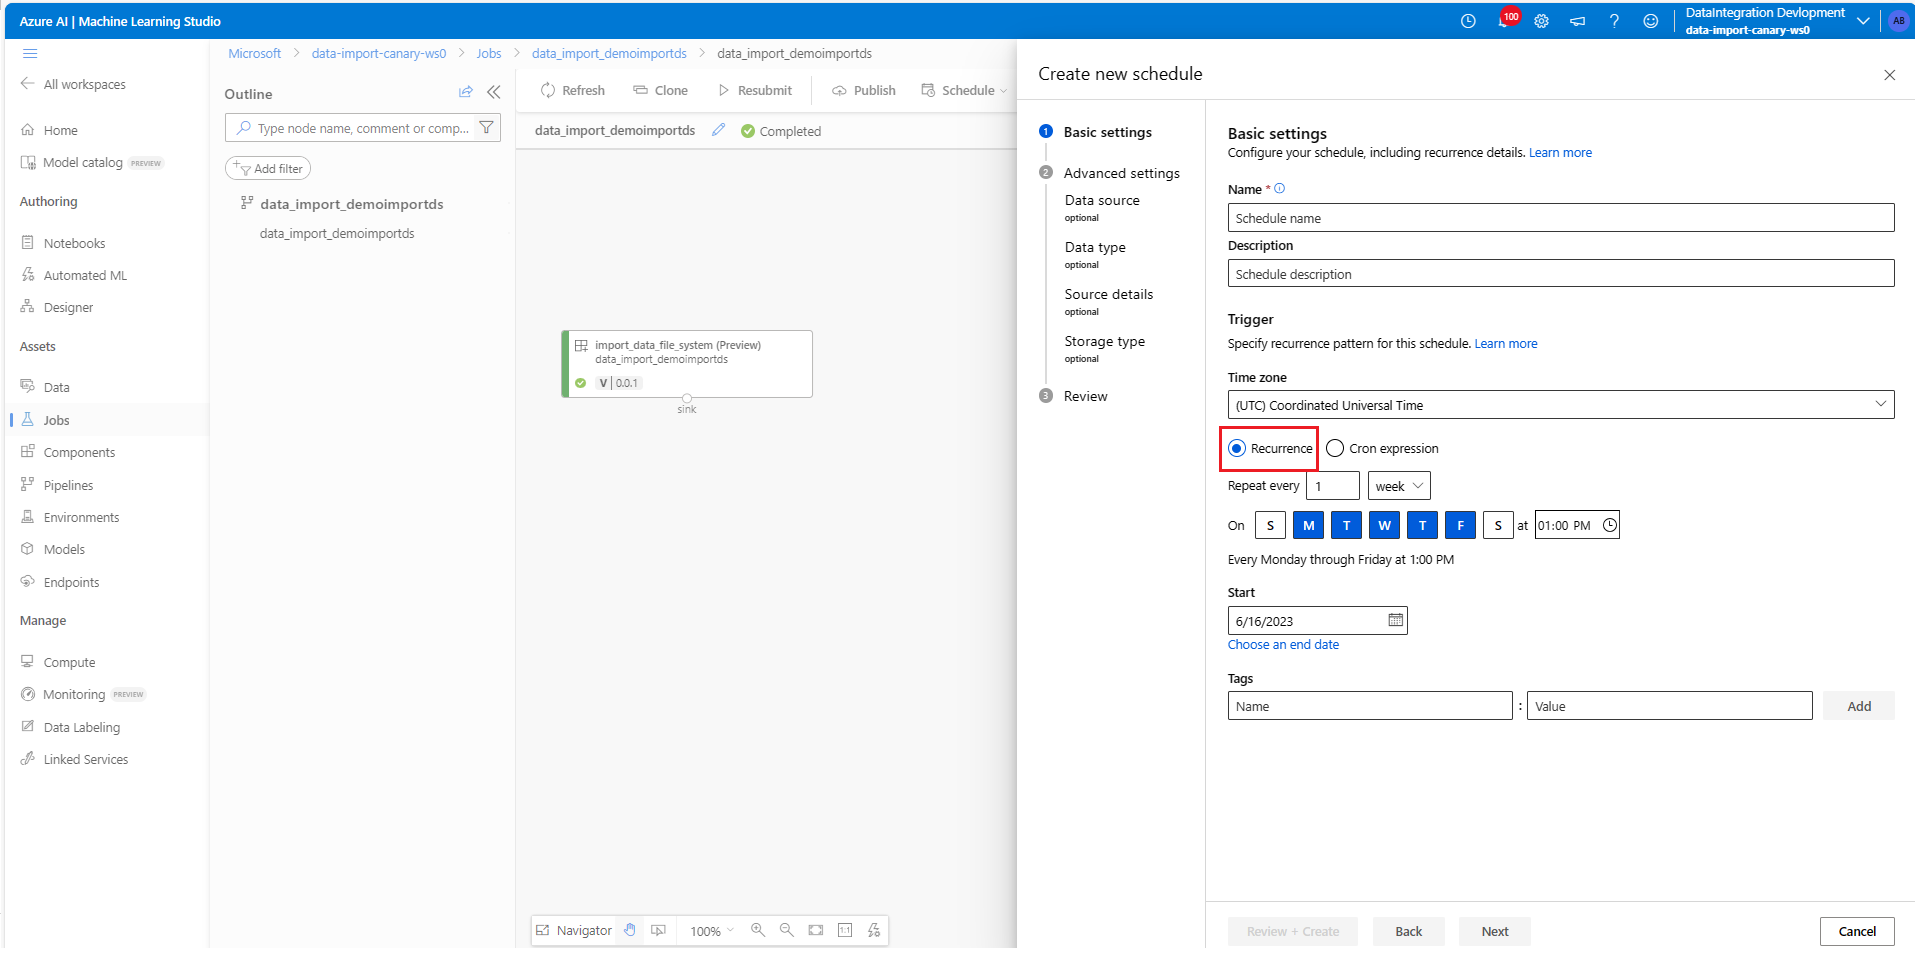 Azure AI | Machine Learning Studio
100
DataIntegration Devlopment
data-import-canary-ws0
AB
All workspaces
Home
Model catalog PREVIEW
Authoring
Notebooks
Automated ML
Designer
Assets
Data
Jobs
Components
Pipelines
Environments
Models
Endpoints
Manage
Compute
Monitoring PREVIEW
Data Labeling
Linked Services
Microsoft > data-import-canary-ws0 > Jobs > data_import_demoimportds > data_import_demoimportds
Outline
Type node name, comment or comp...
Add filter
data_import_demoimportds
data_import_demoimportds
Refresh Clone Resubmit Publish Schedule
data_import_demoimportds Completed
import_data_file_system (Preview)
data_import_demoimportds
V | 0.0.1
sink
Navigator 100% 1:1
Create new schedule
1 Basic settings
2 Advanced settings
Data source
optional
Data type
optional
Source details
optional
Storage type
optional
3 Review
Basic settings
Configure your schedule, including recurrence details. Learn more
Name *
Schedule name
Description
Schedule description
Trigger
Specify recurrence pattern for this schedule. Learn more
Time zone
(UTC) Coordinated Universal Time
Recurrence Cron expression
Repeat every 1 week
On S M T W T F S at 01:00 PM
Every Monday through Friday at 1:00 PM
Start
6/16/2023
Choose an end date
Tags
Name : Value Add
Review + Create Back Next Cancel